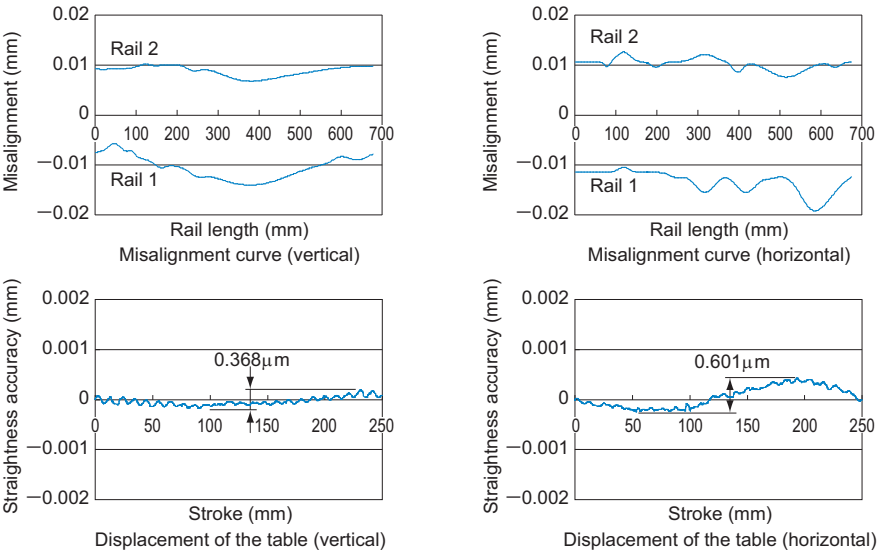 0.02
0.01
0
−0.01
−0.02
Misalignment (mm)
Rail 2
0 100 200 300 400 500 600 700
Rail 1
Rail length (mm)
Misalignment curve (vertical)
0.02
0.01
0
−0.01
−0.02
Misalignment (mm)
Rail 2
0 100 200 300 400 500 600 700
Rail 1
Rail length (mm)
Misalignment curve (horizontal)
0.002
0.001
0
−0.001
−0.002
Straightness accuracy (mm)
0.368μm
0 50 100 150 200 250
Stroke (mm)
Displacement of the table (vertical)
0.002
0.001
0
−0.001
−0.002
Straightness accuracy (mm)
0.601μm
0 50 100 150 200 250
Stroke (mm)
Displacement of the table (horizontal)